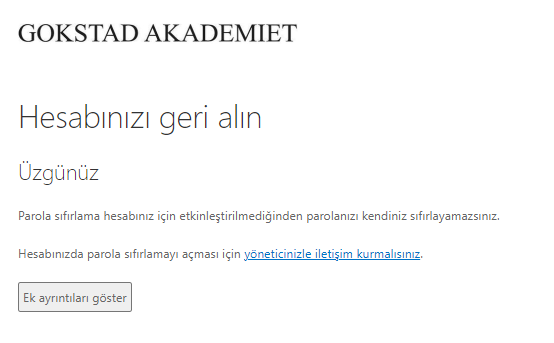 GOKSTAD AKADEMIET
Hesabınızı geri alın
Üzgünüz
Parola sıfırlama hesabınız için etkinleştirilmediğinden parolanızı kendiniz sıfırlayamazsınız.
Hesabınızda parola sıfırlamayı açması için yöneticinizle iletişim kurmalısınız.
Ek ayrıntıları göster